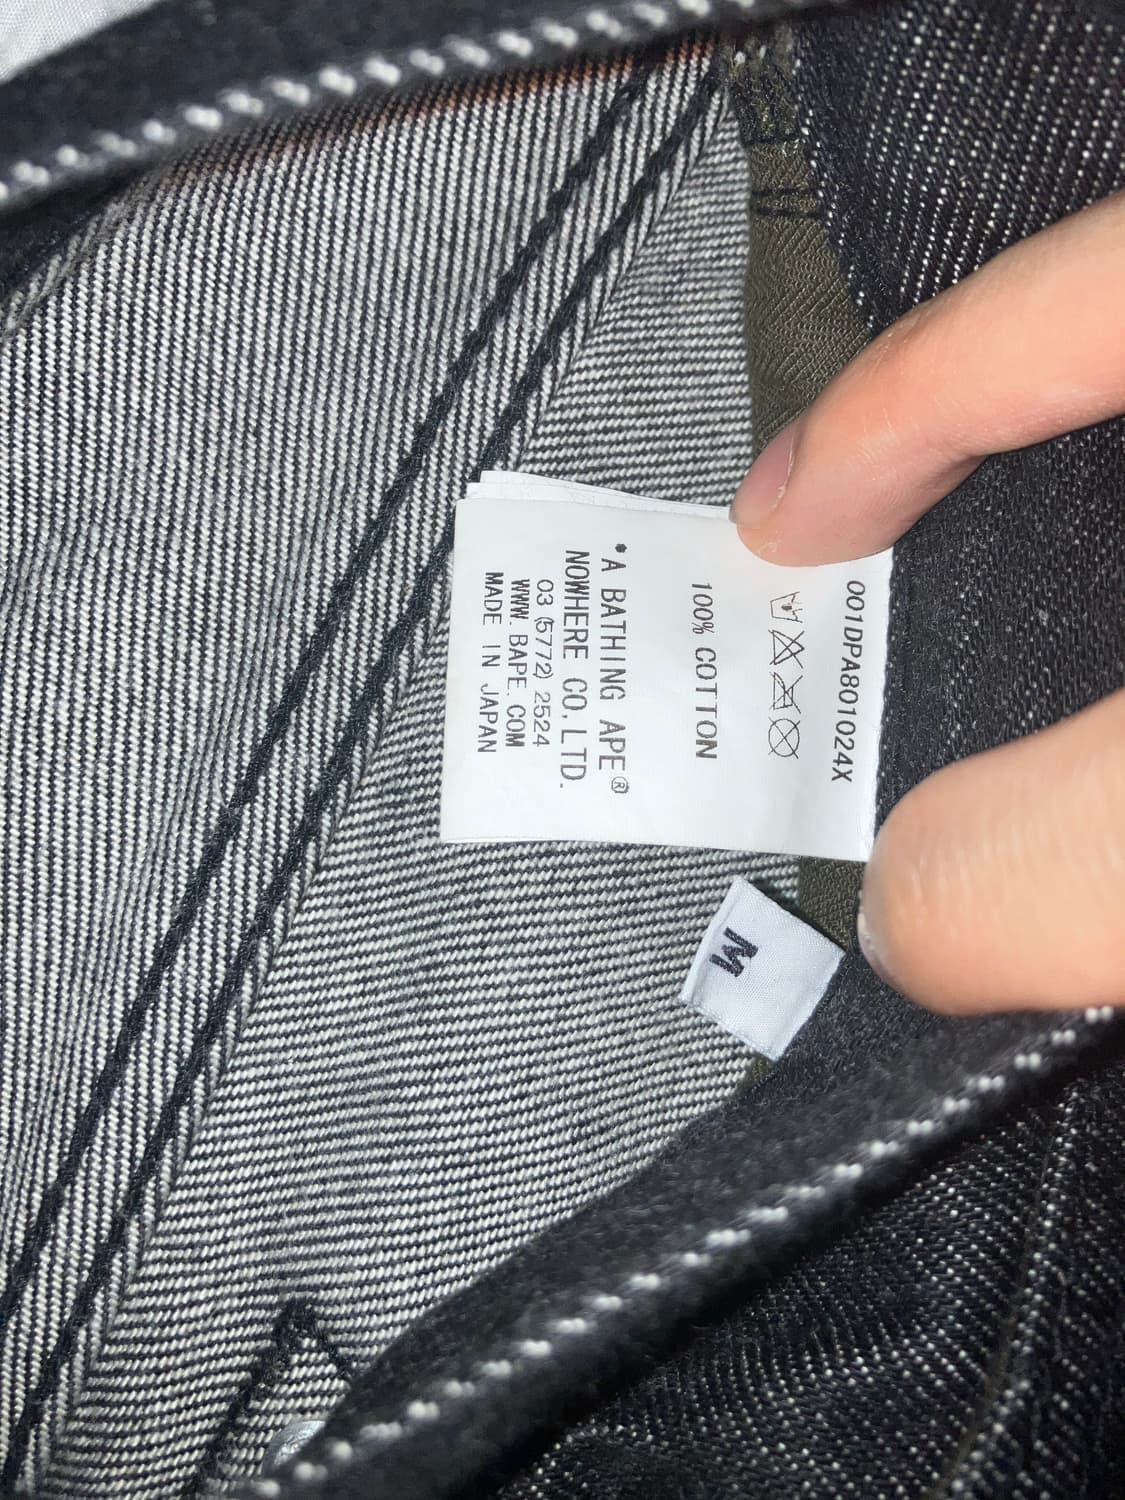 001DPA801024X
100% COTTON
*A BATHING APE®
NOWHERE CO. LTD.
03 (5772) 2524
WWW. BAPE. COM
MADE IN JAPAN
M